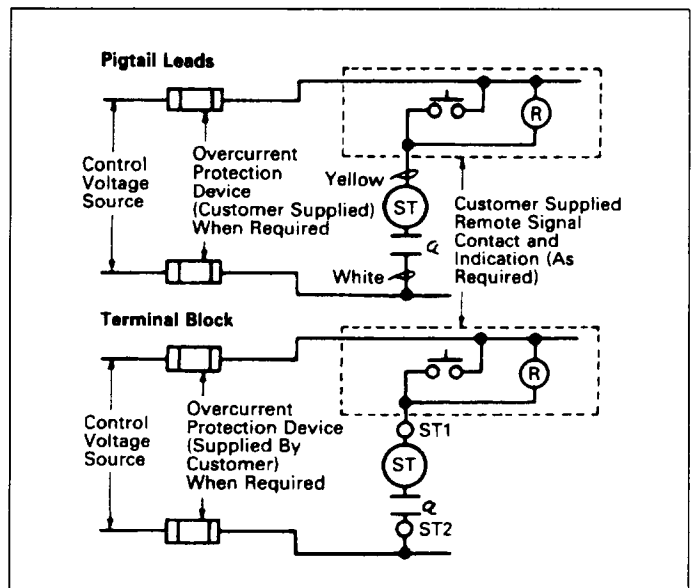 Pigtail Leads
R
Control
Voltage
Source
Overcurrent
Protection
Device
(Customer Supplied)
When Required
Yellow
ST
a
White
Customer Supplied
Remote Signal
Contact and
Indication (As
Required)
Terminal Block
R
Control
Voltage
Source
Overcurrent
Protection Device
(Supplied By
Customer)
When Required
ST1
ST
a
ST2